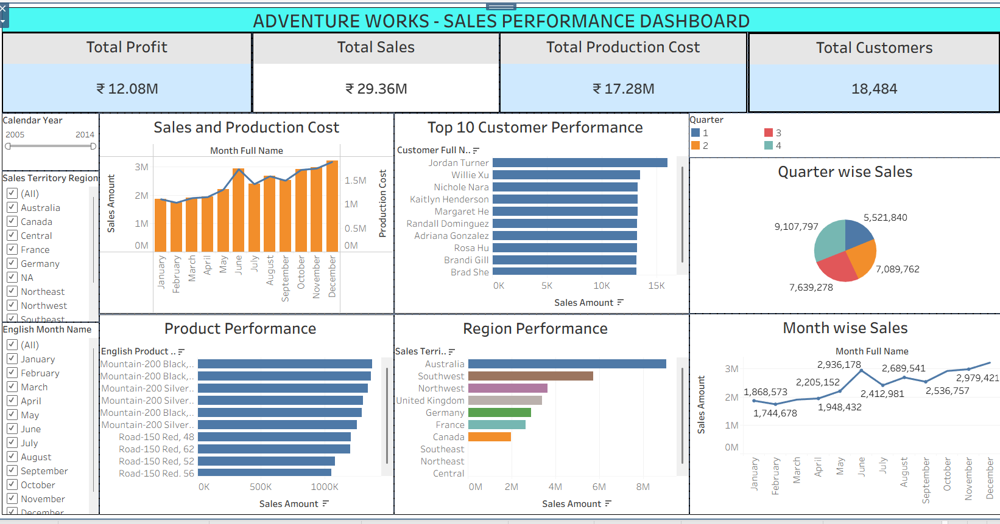 ADVENTURE WORKS - SALES PERFORMANCE DASHBOARD
Total Profit
₹ 12.08M
Total Sales
₹ 29.36M
Total Production Cost
₹ 17.28M
Total Customers
18,484
Calendar Year
2005 2014
Sales Territory Region
(All)
Australia
Canada
Central
France
Germany
NA
Northeast
Northwest
Southeast
English Month Name
(All)
January
February
March
April
May
June
July
August
September
October
November
December
Sales and Production Cost
Month Full Name
Sales Amount
3M
2M
1M
0M
Production Cost
1.5M
1M
0.5M
0M
January
February
March
April
May
June
July
August
September
October
November
December
Top 10 Customer Performance
Customer Full N..
Jordan Turner
Willie Xu
Nichole Nara
Kaitlyn Henderson
Margaret He
Randall Dominguez
Adriana Gonzalez
Rosa Hu
Brandi Gill
Brad She
0K 5K 10K 15K
Sales Amount
Quarter
1 3
2 4
Quarter wise Sales
5,521,840
9,107,797
7,089,762
7,639,278
Product Performance
English Product ..
Mountain-200 Black,..
Mountain-200 Black,..
Mountain-200 Silver..
Mountain-200 Silver..
Mountain-200 Black,..
Mountain-200 Silver..
Road-150 Red, 48
Road-150 Red, 62
Road-150 Red, 52
Road-150 Red, 56
0K 500K 1000K
Sales Amount
Region Performance
Sales Terri..
Australia
Southwest
Northwest
United Kingdom
Germany
France
Canada
Southeast
Northeast
Central
0M 2M 4M 6M 8M
Sales Amount
Month wise Sales
Month Full Name
Sales Amount
3M
2M
1M
0M
1,868,573
1,744,678
1,948,432
2,205,152
2,936,178
2,412,981
2,689,541
2,536,757
2,979,421
January
February
March
April
May
June
July
August
September
October
November
December